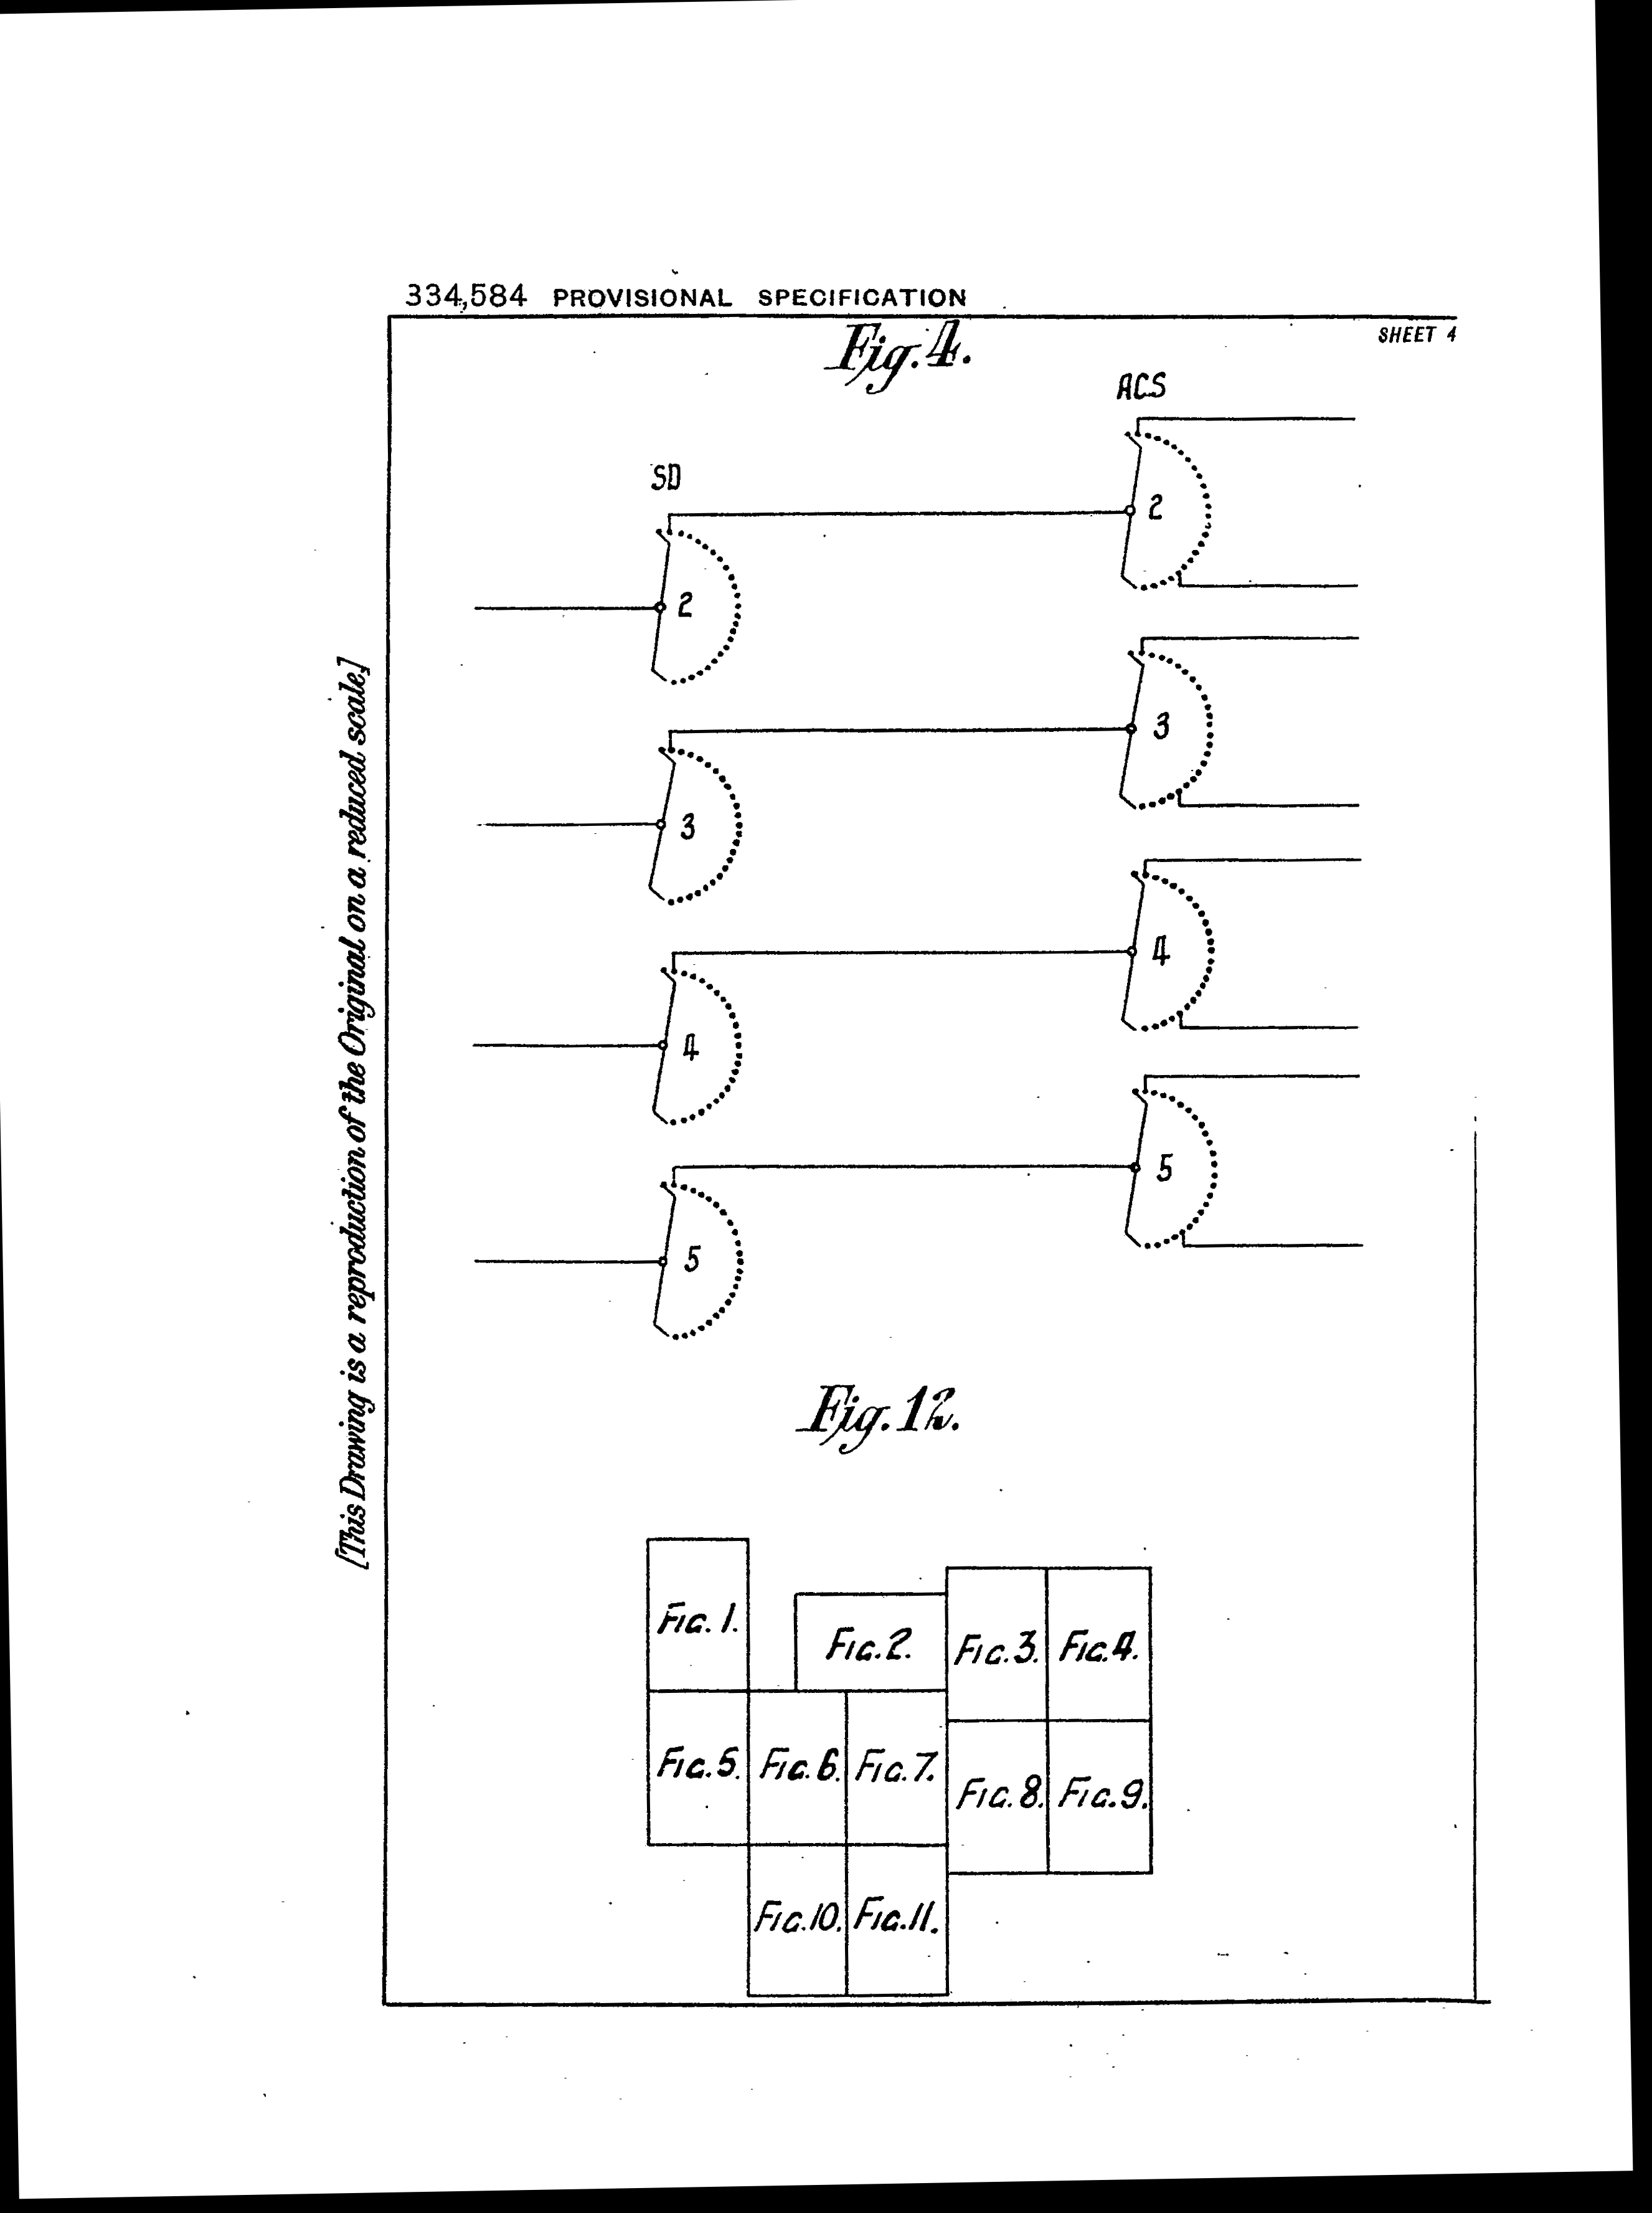 334,584 PROVISIONAL SPECIFICATION
SHEET 4
Fig. 4.
ACS
SD
2
2
3
3
4
4
5
5
[This Drawing is a reproduction of the Original on a reduced scale.]
Fig. 12.
FIG. 1.
FIG. 2.
FIG. 3.
FIG. 4.
FIG. 5.
FIG. 6.
FIG. 7.
FIG. 8.
FIG. 9.
FIG. 10.
FIG. 11.